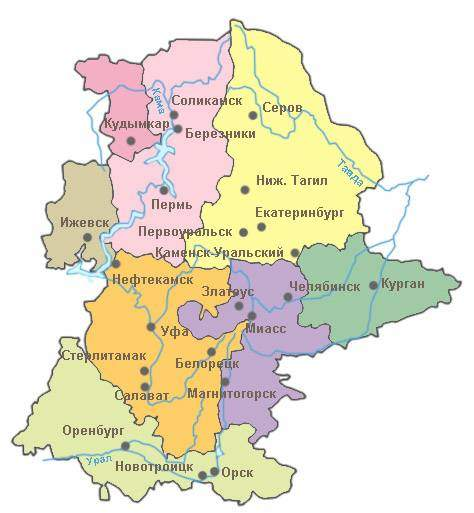 Кама
Соликанск
Серов
Кудымкар
Березники
Тавда
Ниж. Тагил
Пермь
Екатеринбург
Ижевск
Первоуральск
Каменск-Уральский
Нефтекамск
Златоус
Челябинск
Курган
Миасс
Уфа
Стерлитамак
Белорецк
Салават
Магнитогорск
Оренбург
Урал
Новотроицк
Орск